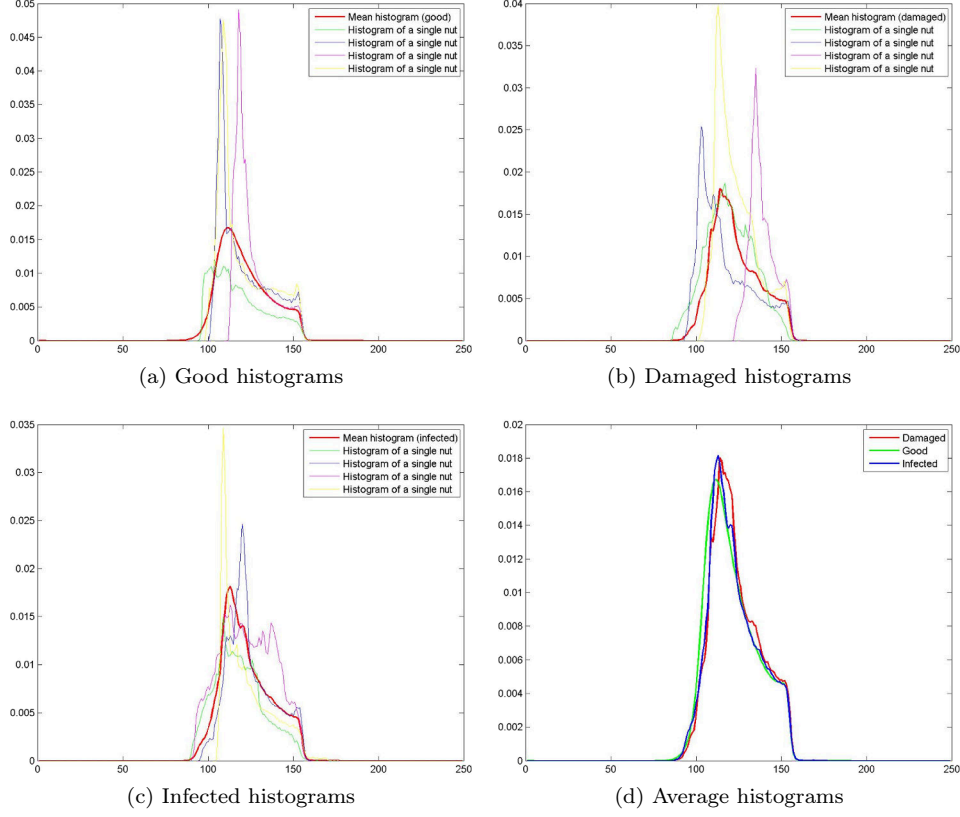 0.05
0.045
0.04
0.035
0.03
0.025
0.02
0.015
0.01
0.005
0
0 50 100 150 200 250
Mean histogram (good)
Histogram of a single nut
Histogram of a single nut
Histogram of a single nut
Histogram of a single nut
(a) Good histograms
0.04
0.035
0.03
0.025
0.02
0.015
0.01
0.005
0
0 50 100 150 200 250
Mean histogram (damaged)
Histogram of a single nut
Histogram of a single nut
Histogram of a single nut
Histogram of a single nut
(b) Damaged histograms
0.035
0.03
0.025
0.02
0.015
0.01
0.005
0
0 50 100 150 200 250
Mean histogram (infected)
Histogram of a single nut
Histogram of a single nut
Histogram of a single nut
Histogram of a single nut
(c) Infected histograms
0.02
0.018
0.016
0.014
0.012
0.01
0.008
0.006
0.004
0.002
0
0 50 100 150 200 250
Damaged
Good
Infected
(d) Average histograms